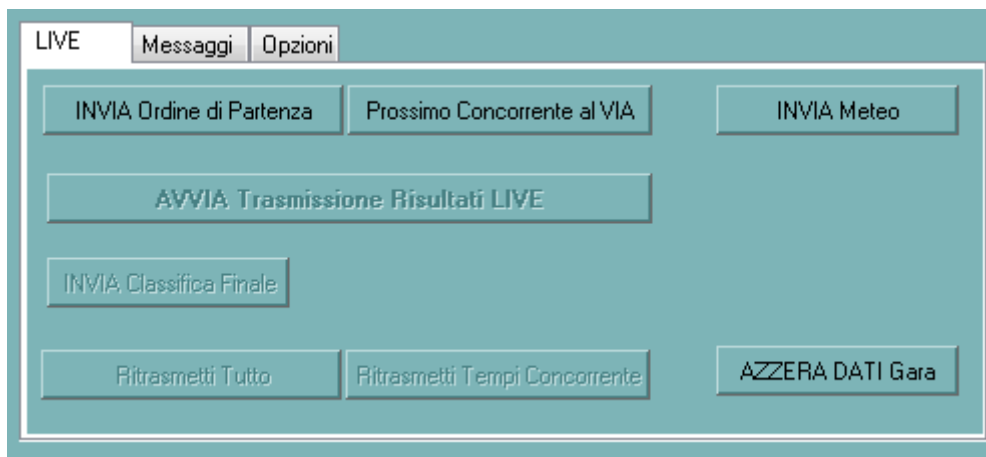 LIVE Messaggi Opzioni
INVIA Ordine di Partenza Prossimo Concorrente al VIA INVIA Meteo
AVVIA Trasmissione Risultati LIVE
INVIA Classifica Finale
Ritrasmetti Tutto Ritrasmetti Tempi Concorrente AZZERA DATI Gara